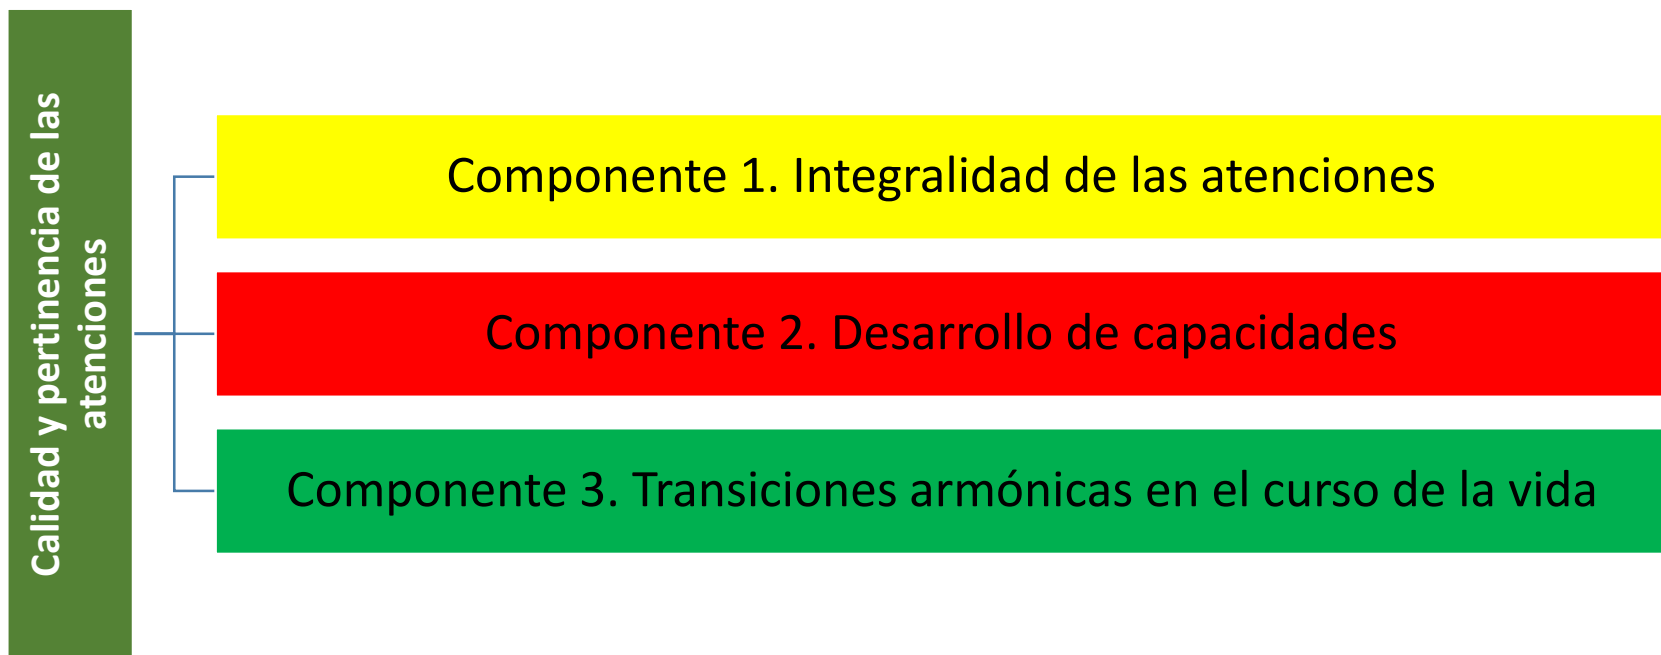 Calidad y pertinencia de las
atenciones
Componente 1. Integralidad de las atenciones
Componente 2. Desarrollo de capacidades
Componente 3. Transiciones armónicas en el curso de la vida